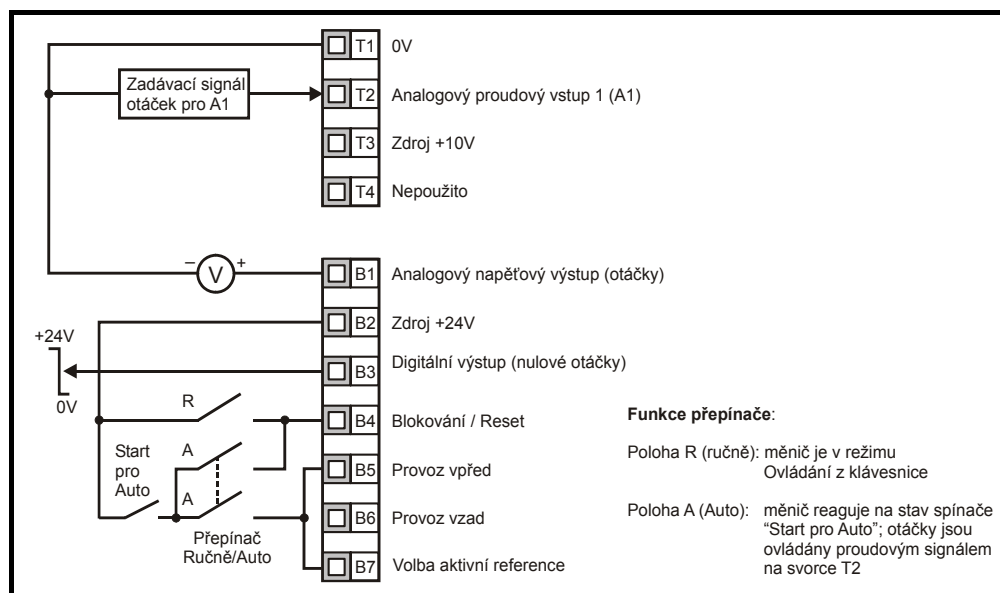 T1 0V
Zadávací signál
otáček pro A1
T2 Analogový proudový vstup 1 (A1)
T3 Zdroj +10V
T4 Nepoužito
– V +
B1 Analogový napěťový výstup (otáčky)
B2 Zdroj +24V
+24V
0V
B3 Digitální výstup (nulové otáčky)
R
B4 Blokování / Reset
Start
pro
Auto
A
A
B5 Provoz vpřed
B6 Provoz vzad
Přepínač
Ručně/Auto
B7 Volba aktivní reference
Funkce přepínače:
Poloha R (ručně): měnič je v režimu
Ovládání z klávesnice
Poloha A (Auto): měnič reaguje na stav spínače
“Start pro Auto”; otáčky jsou
ovládány proudovým signálem
na svorce T2